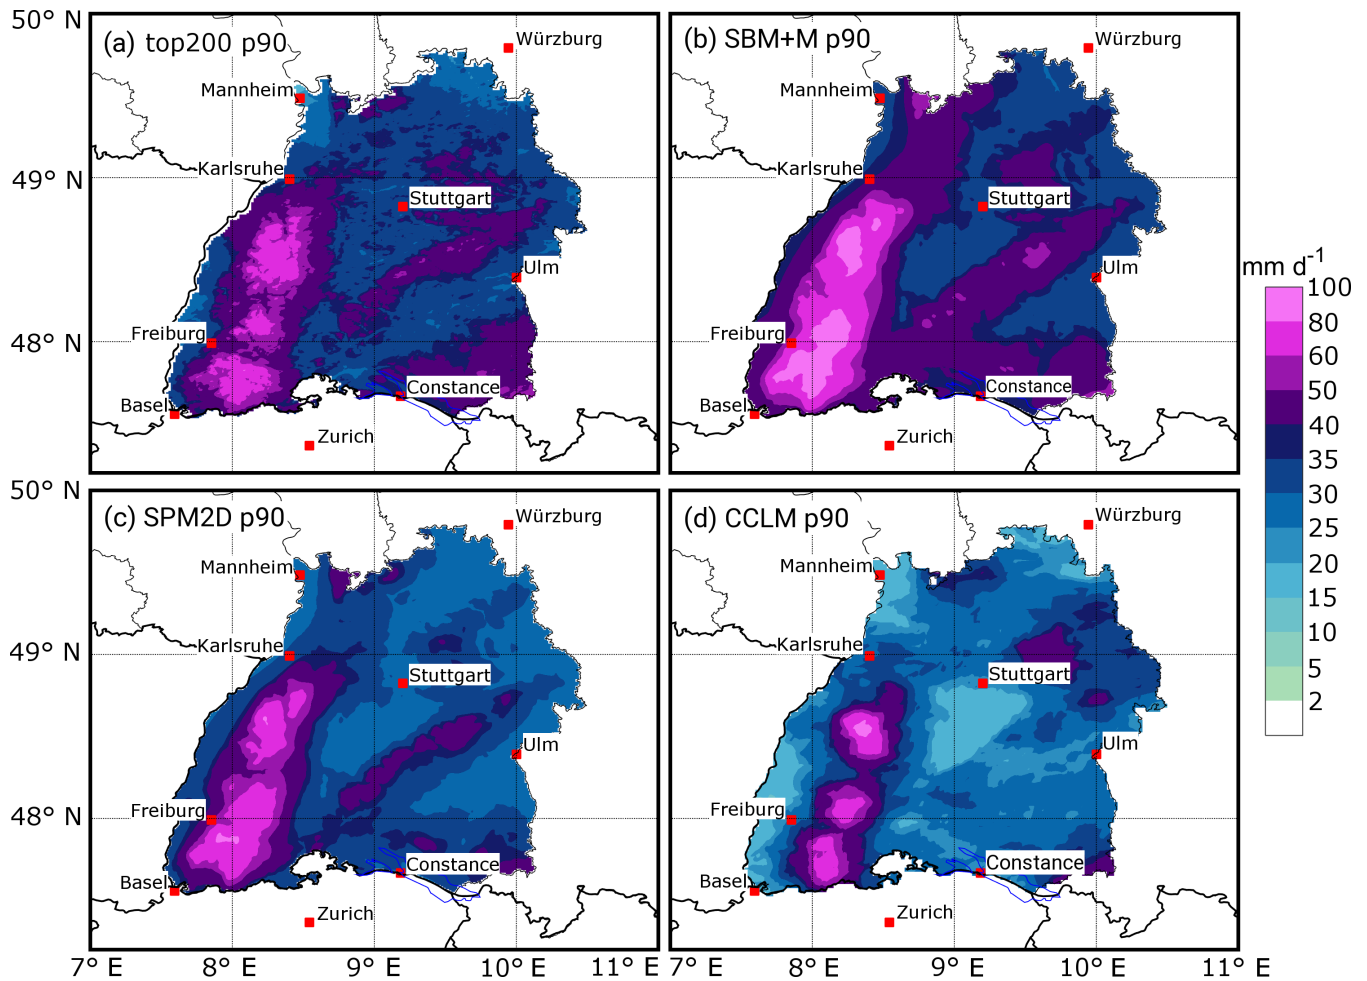 50° N
(a) top200 p90
Würzburg
Mannheim
Karlsruhe
49° N
Stuttgart
Ulm
Freiburg
48° N
Constance
Basel
Zurich
(b) SBM+M p90
Würzburg
Mannheim
Karlsruhe
Stuttgart
Ulm
Freiburg
Constance
Basel
Zurich
mm d-1
100
80
60
50
40
35
30
25
20
15
10
5
2
50° N
(c) SPM2D p90
Würzburg
Mannheim
Karlsruhe
49° N
Stuttgart
Ulm
Freiburg
48° N
Constance
Basel
Zurich
7° E
8° E
9° E
10° E
11° E
(d) CCLM p90
Würzburg
Mannheim
Karlsruhe
Stuttgart
Ulm
Freiburg
Constance
Basel
Zurich
7° E
8° E
9° E
10° E
11° E